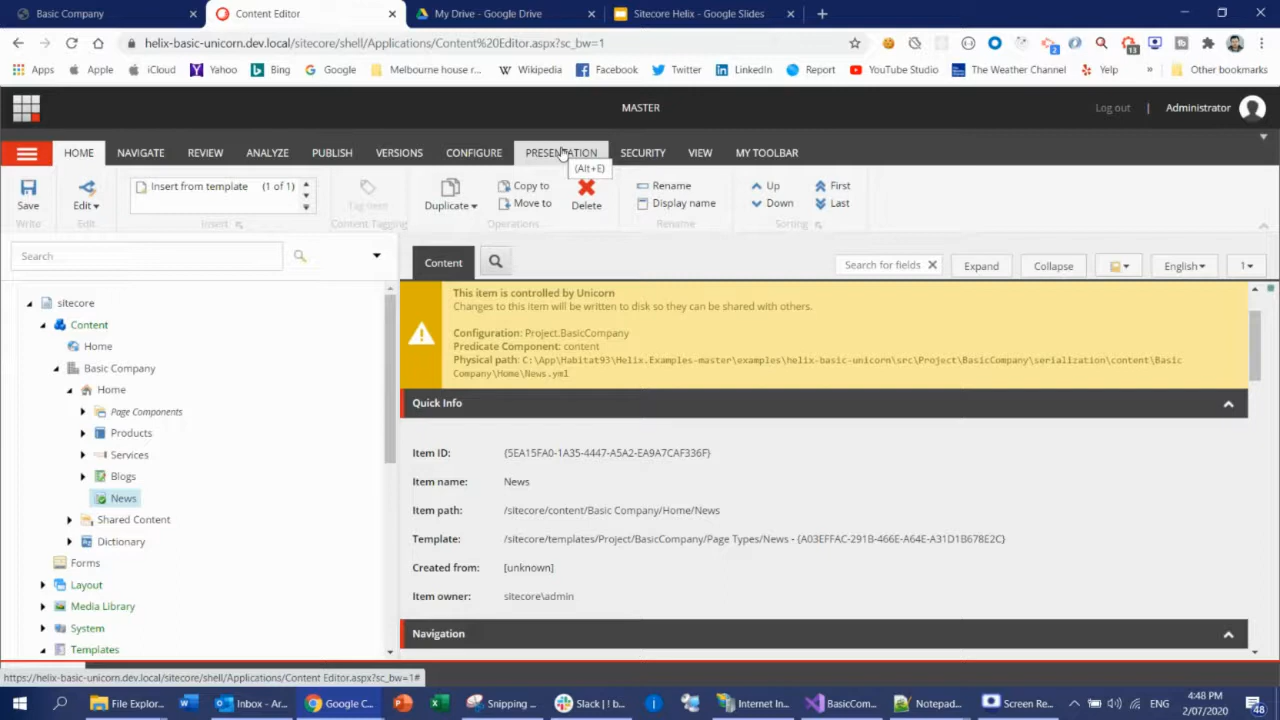 Basic Company
Content Editor
My Drive - Google Drive
Sitecore Helix - Google Slides
helix-basic-unicorn.dev.local/sitecore/shell/Applications/Content%20Editor.aspx?sc_bw=1
2
13
Apps
Apple
iCloud
Yahoo
Bing
Google
Melbourne house r...
Wikipedia
Facebook
Twitter
LinkedIn
Report
YouTube Studio
The Weather Channel
Yelp
»
Other bookmarks
MASTER
Log out
Administrator
HOME
NAVIGATE
REVIEW
ANALYZE
PUBLISH
VERSIONS
CONFIGURE
PRESENTATION
SECURITY
VIEW
MY TOOLBAR
(Alt+E)
Save
Write
Edit
Edit
Insert from template (1 of 1)
Insert
Tag item
Content Tagging
Duplicate
Copy to
Move to
Delete
Operations
Rename
Display name
Rename
Up
Down
First
Last
Sorting
Search
Content
Search for fields
Expand
Collapse
English
1
sitecore
Content
Home
Basic Company
Home
Page Components
Products
Services
Blogs
News
Shared Content
Dictionary
Forms
Layout
Media Library
System
Templates
This item is controlled by Unicorn
Changes to this item will be written to disk so they can be shared with others.
Configuration: Project.BasicCompany
Predicate Component: content
Physical path: C:\App\Habitat93\Helix.Examples-master\examples\helix-basic-unicorn\src\Project\BasicCompany\serialization\content\Basic
Company\Home\News.yml
Quick Info
Item ID: {5EA15FA0-1A35-4447-A5A2-EA9A7CAF336F}
Item name: News
Item path: /sitecore/content/Basic Company/Home/News
Template: /sitecore/templates/Project/BasicCompany/Page Types/News - {A03EFFAC-291B-466E-A64E-A31D1B678E2C}
Created from: [unknown]
Item owner: sitecore\admin
Navigation
https://helix-basic-unicorn.dev.local/sitecore/shell/Applications/Content Editor.aspx?sc_bw=1#
File Explor...
Inbox - Ar...
Google C...
Snipping ...
Slack | ! b...
Internet In...
BasicCom...
Notepad...
Screen Re...
ENG
4:48 PM
2/07/2020
48